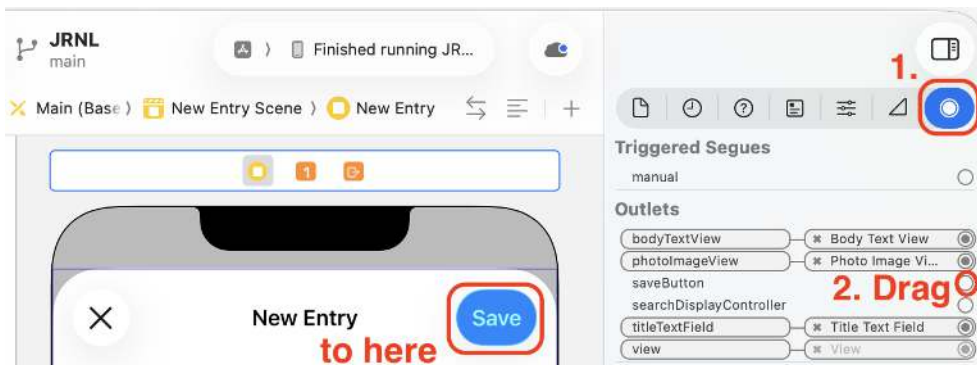 JRNL
main
Finished running JR...
1.
Main (Base) New Entry Scene New Entry
Triggered Segues
manual
Outlets
bodyTextView Body Text View
photoImageView Photo Image Vi...
saveButton
2. Drag
searchDisplayController
titleTextField Title Text Field
view View
1
New Entry
Save
to here